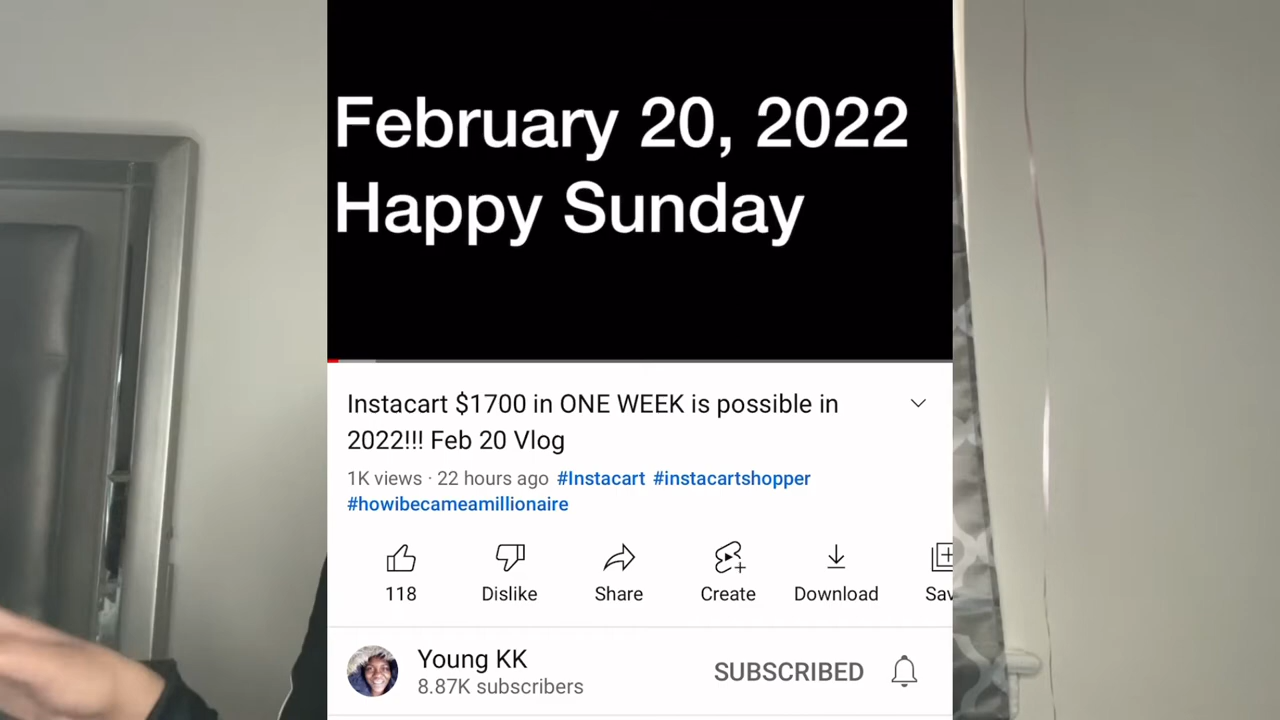 February 20, 2022
Happy Sunday
Instacart $1700 in ONE WEEK is possible in
2022!!! Feb 20 Vlog
1K views · 22 hours ago #Instacart #instacartshopper
#howibecameamillionaire
118
Dislike
Share
Create
Download
Sav
Young KK
8.87K subscribers
SUBSCRIBED